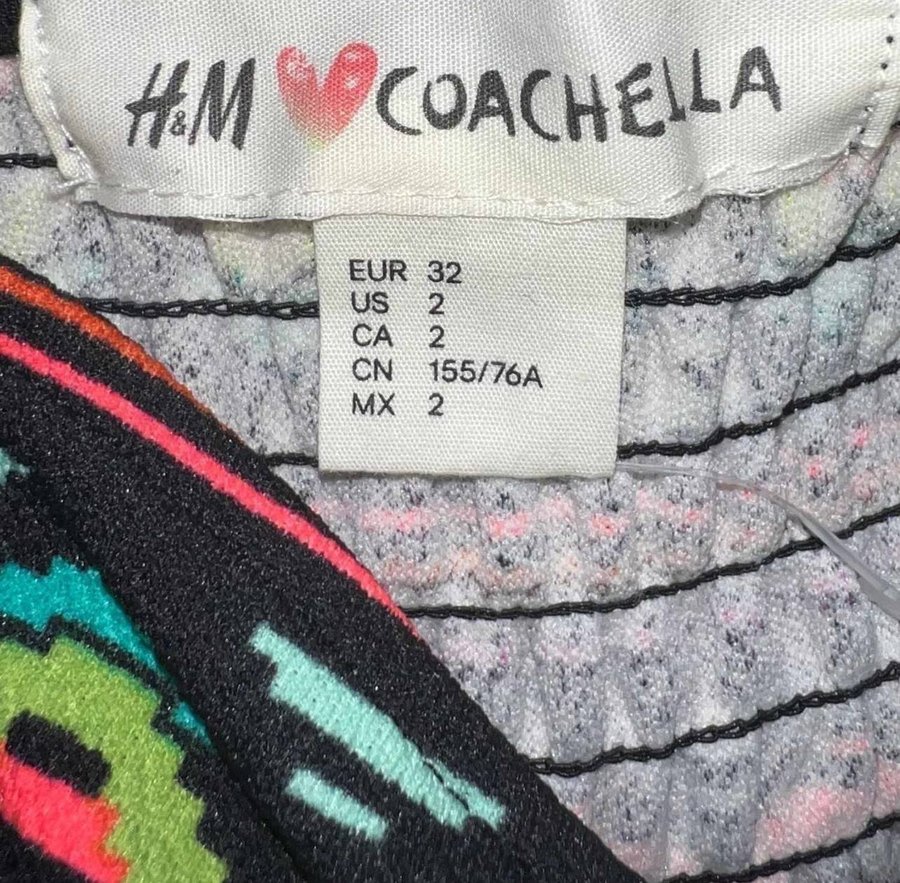 H&M COACHELLA
EUR 32
US 2
CA 2
CN 155/76A
MX 2